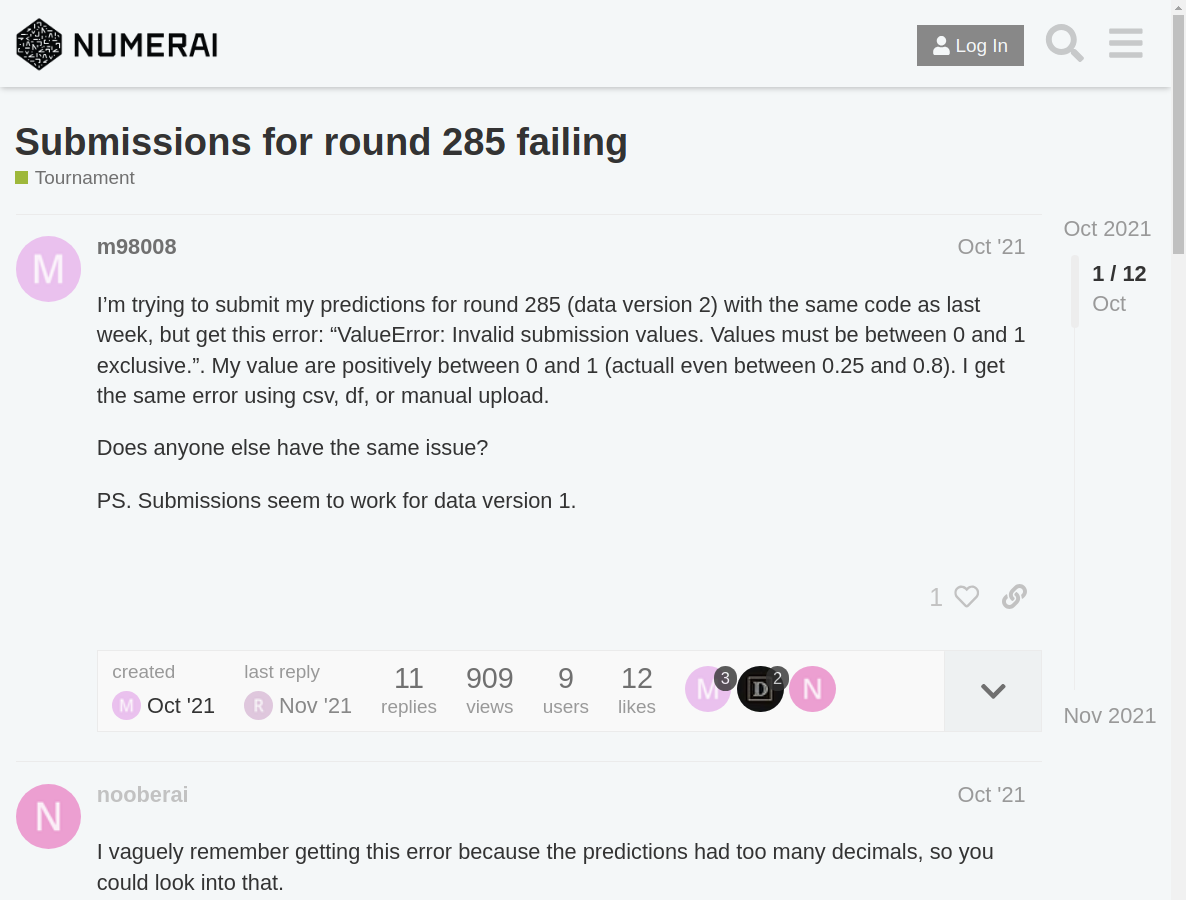 NUMERAI
Log In
Submissions for round 285 failing
Tournament
Oct 2021
1 / 12
Oct
Nov 2021
M
m98008
Oct '21
I’m trying to submit my predictions for round 285 (data version 2) with the same code as last
week, but get this error: “ValueError: Invalid submission values. Values must be between 0 and 1
exclusive.”. My value are positively between 0 and 1 (actuall even between 0.25 and 0.8). I get
the same error using csv, df, or manual upload.
Does anyone else have the same issue?
PS. Submissions seem to work for data version 1.
1
created
M Oct '21
last reply
R Nov '21
11
replies
909
views
9
users
12
likes
M 3
D 2
N
N
nooberai
Oct '21
I vaguely remember getting this error because the predictions had too many decimals, so you
could look into that.